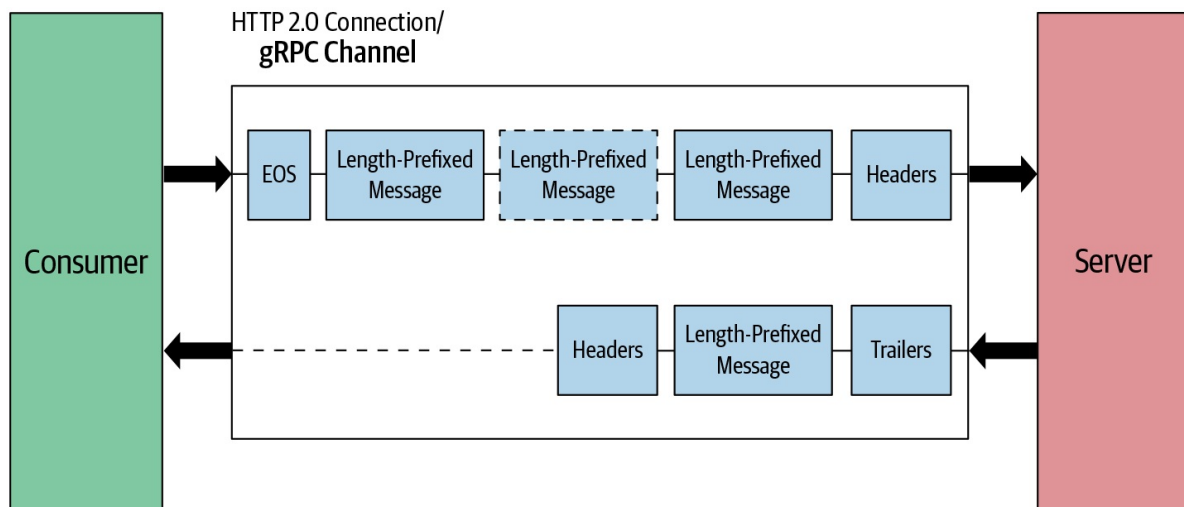 HTTP 2.0 Connection/
gRPC Channel
Consumer
EOS
Length-Prefixed
Message
Length-Prefixed
Message
Length-Prefixed
Message
Headers
Server
Headers
Length-Prefixed
Message
Trailers